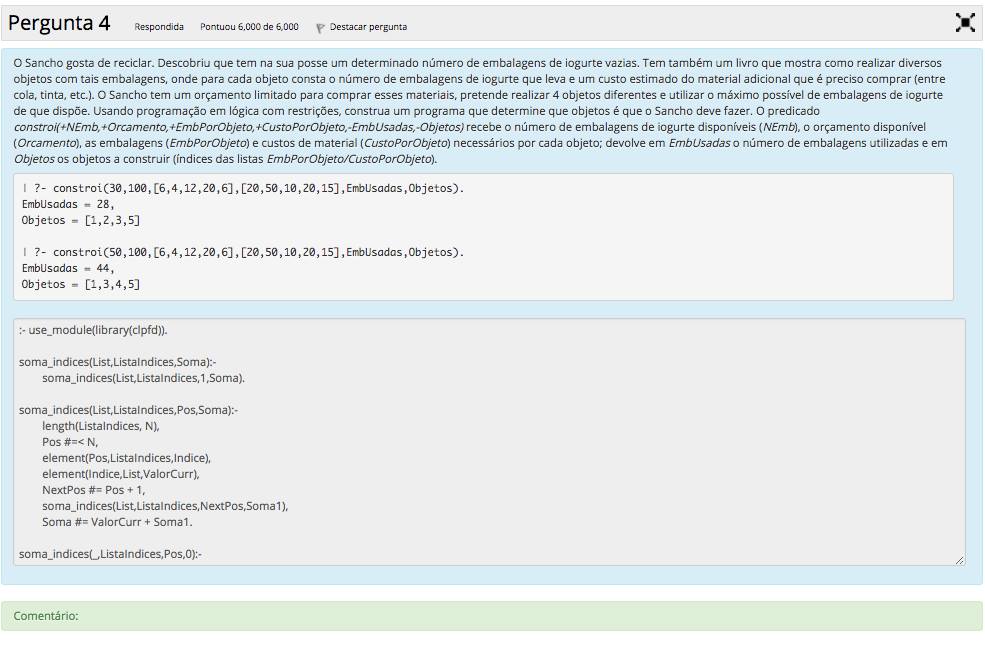 Pergunta 4 Respondida Pontuou 6,000 de 6,000 Destacar pergunta
O Sancho gosta de reciclar. Descobriu que tem na sua posse um determinado número de embalagens de iogurte vazias. Tem também um livro que mostra como realizar diversos
objetos com tais embalagens, onde para cada objeto consta o número de embalagens de iogurte que leva e um custo estimado do material adicional que é preciso comprar (entre
cola, tinta, etc.). O Sancho tem um orçamento limitado para comprar esses materiais, pretende realizar 4 objetos diferentes e utilizar o máximo possível de embalagens de iogurte
de que dispõe. Usando programação em lógica com restrições, construa um programa que determine que objetos é que o Sancho deve fazer. O predicado
constroi(+NEmb,+Orcamento,+EmbPorObjeto,+CustoPorObjeto,-EmbUsadas,-Objetos) recebe o número de embalagens de iogurte disponíveis (NEmb), o orçamento disponível
(Orcamento), as embalagens (EmbPorObjeto) e custos de material (CustoPorObjeto) necessários por cada objeto; devolve em EmbUsadas o número de embalagens utilizadas e em
Objetos os objetos a construir (índices das listas EmbPorObjeto/CustoPorObjeto).
| ?- constroi(30,100,[6,4,12,20,6],[20,50,10,20,15],EmbUsadas,Objetos).
EmbUsadas = 28,
Objetos = [1,2,3,5]
| ?- constroi(50,100,[6,4,12,20,6],[20,50,10,20,15],EmbUsadas,Objetos).
EmbUsadas = 44,
Objetos = [1,3,4,5]
:- use_module(library(clpfd)).
soma_indices(List,ListaIndices,Soma):-
soma_indices(List,ListaIndices,1,Soma).
soma_indices(List,ListaIndices,Pos,Soma):-
length(ListaIndices, N),
Pos #=< N,
element(Pos,ListaIndices,Indice),
element(Indice,List,ValorCurr),
NextPos #= Pos + 1,
soma_indices(List,ListaIndices,NextPos,Soma1),
Soma #= ValorCurr + Soma1.
soma_indices(_,ListaIndices,Pos,0):-
Comentário: